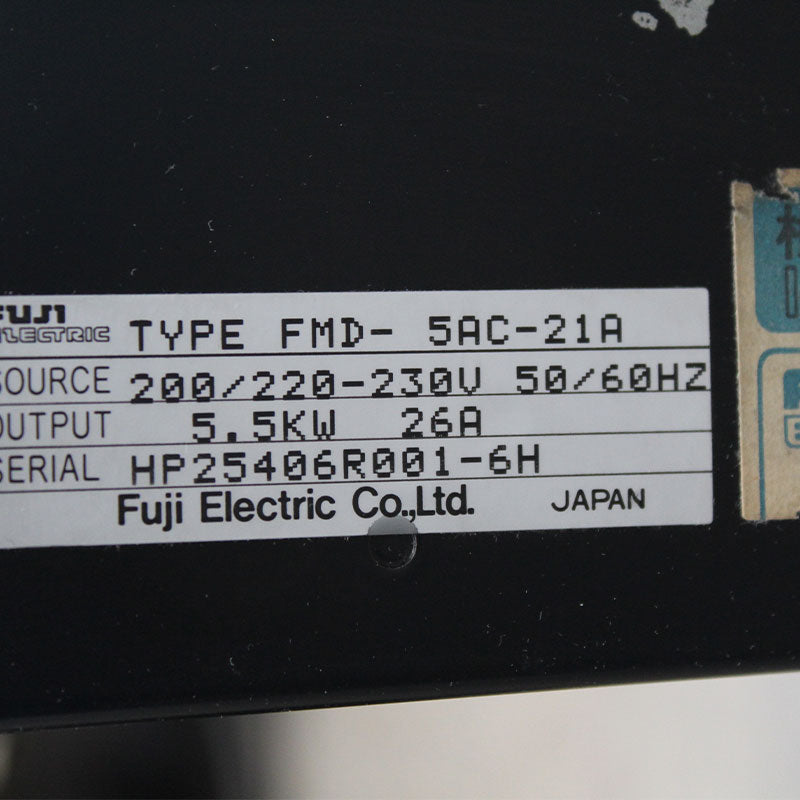 FUJI
ELECTRIC TYPE FMD- 5AC-21A
SOURCE 200/220-230V 50/60HZ
OUTPUT 5.5KW 26A
SERIAL HP25406R001-6H
Fuji Electric Co.,Ltd. JAPAN